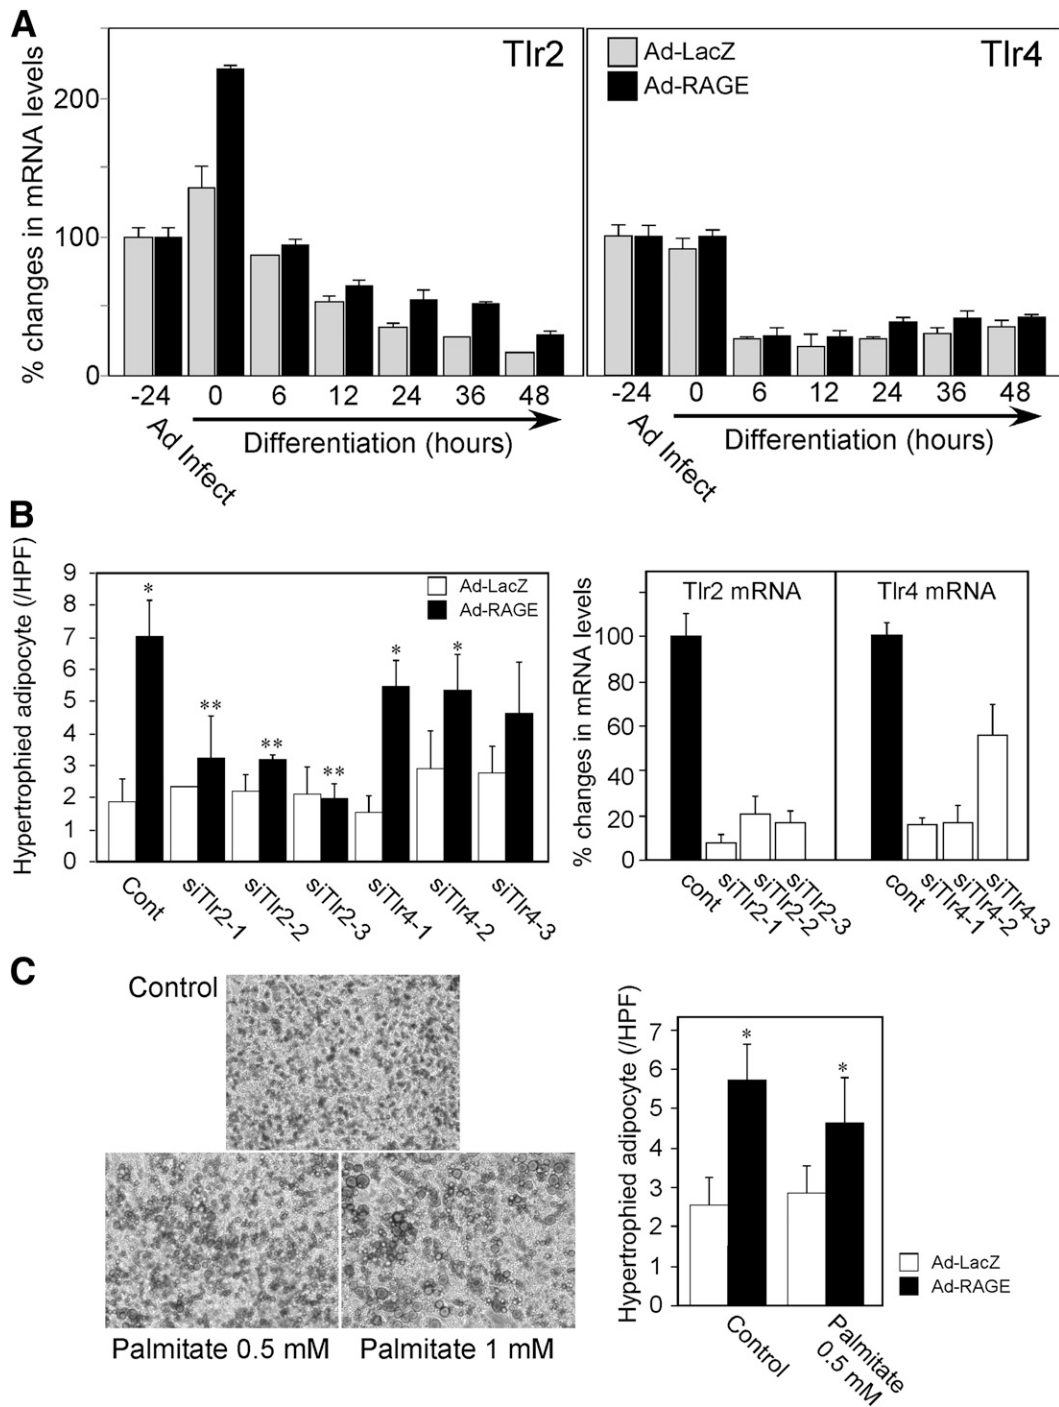 A
% changes in mRNA levels
200
100
0
Tlr2
-24 0 6 12 24 36 48
Ad Infect
Differentiation (hours)
Ad-LacZ
Ad-RAGE
Tlr4
-24 0 6 12 24 36 48
Ad Infect
Differentiation (hours)
B
Hypertrophied adipocyte (/HPF)
9
8
7
6
5
4
3
2
1
0
Ad-LacZ
Ad-RAGE
*
**
**
**
*
*
Cont
siTlr2-1
siTlr2-2
siTlr2-3
siTlr4-1
siTlr4-2
siTlr4-3
% changes in mRNA levels
100
80
60
40
20
0
Tlr2 mRNA
Tlr4 mRNA
cont
siTlr2-1
siTlr2-2
siTlr2-3
cont
siTlr4-1
siTlr4-2
siTlr4-3
C
Control
Palmitate 0.5 mM
Palmitate 1 mM
Hypertrophied adipocyte (/HPF)
7
6
5
4
3
2
1
0
*
*
Control
Palmitate
0.5 mM
Ad-LacZ
Ad-RAGE